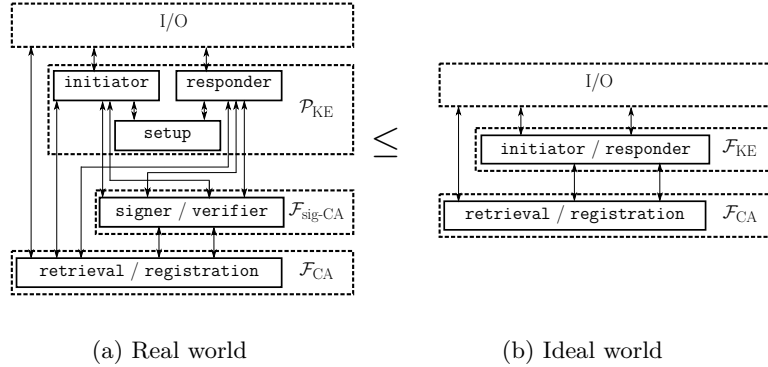 I/O
initiator
responder
𝒫_KE
setup
signer / verifier
ℱ_sig-CA
retrieval / registration
ℱ_CA
≤
I/O
initiator / responder
ℱ_KE
retrieval / registration
ℱ_CA
(a) Real world
(b) Ideal world